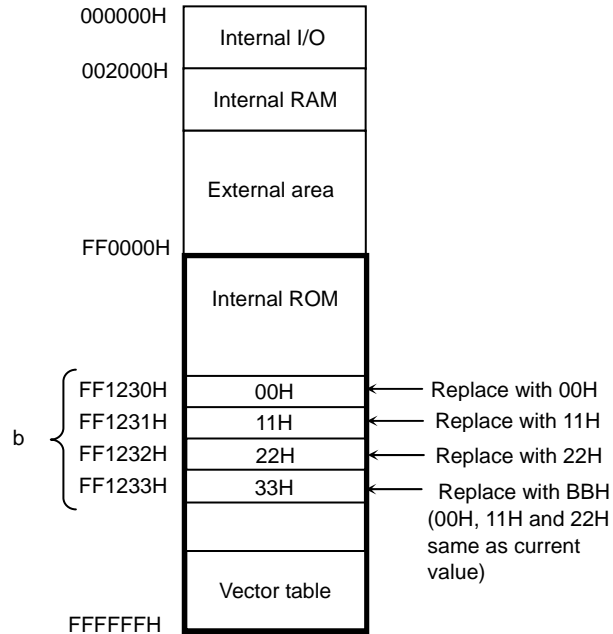 000000H
Internal I/O
002000H
Internal RAM
External area
FF0000H
Internal ROM
b
FF1230H
00H
Replace with 00H
FF1231H
11H
Replace with 11H
FF1232H
22H
Replace with 22H
FF1233H
33H
Replace with BBH
(00H, 11H and 22H
same as current
value)
Vector table
FFFFFFH